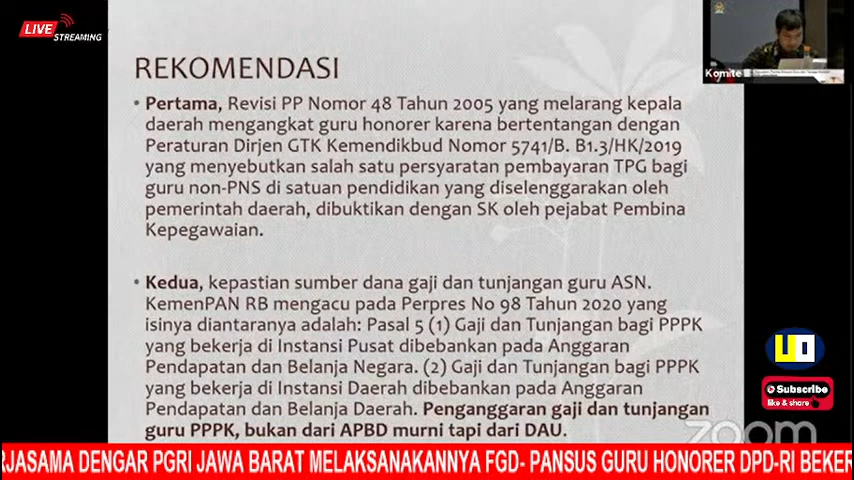 LIVE
STREAMING
Komite
REKOMENDASI
• Pertama, Revisi PP Nomor 48 Tahun 2005 yang melarang kepala
daerah mengangkat guru honorer karena bertentangan dengan
Peraturan Dirjen GTK Kemendikbud Nomor 5741/B. B1.3/HK/2019
yang menyebutkan salah satu persyaratan pembayaran TPG bagi
guru non-PNS di satuan pendidikan yang diselenggarakan oleh
pemerintah daerah, dibuktikan dengan SK oleh pejabat Pembina
Kepegawaian.
• Kedua, kepastian sumber dana gaji dan tunjangan guru ASN.
KemenPAN RB mengacu pada Perpres No 98 Tahun 2020 yang
isinya diantaranya adalah: Pasal 5 (1) Gaji dan Tunjangan bagi PPPK
yang bekerja di Instansi Pusat dibebankan pada Anggaran
Pendapatan dan Belanja Negara. (2) Gaji dan Tunjangan bagi PPPK
yang bekerja di Instansi Daerah dibebankan pada Anggaran
Pendapatan dan Belanja Daerah. Penganggaran gaji dan tunjangan
guru PPPK, bukan dari APBD murni tapi dari DAU.
UD
Subscribe
like & share
zoom
RJASAMA DENGAR PGRI JAWA BARAT MELAKSANAKANNYA FGD- PANSUS GURU HONORER DPD-RI BEKER